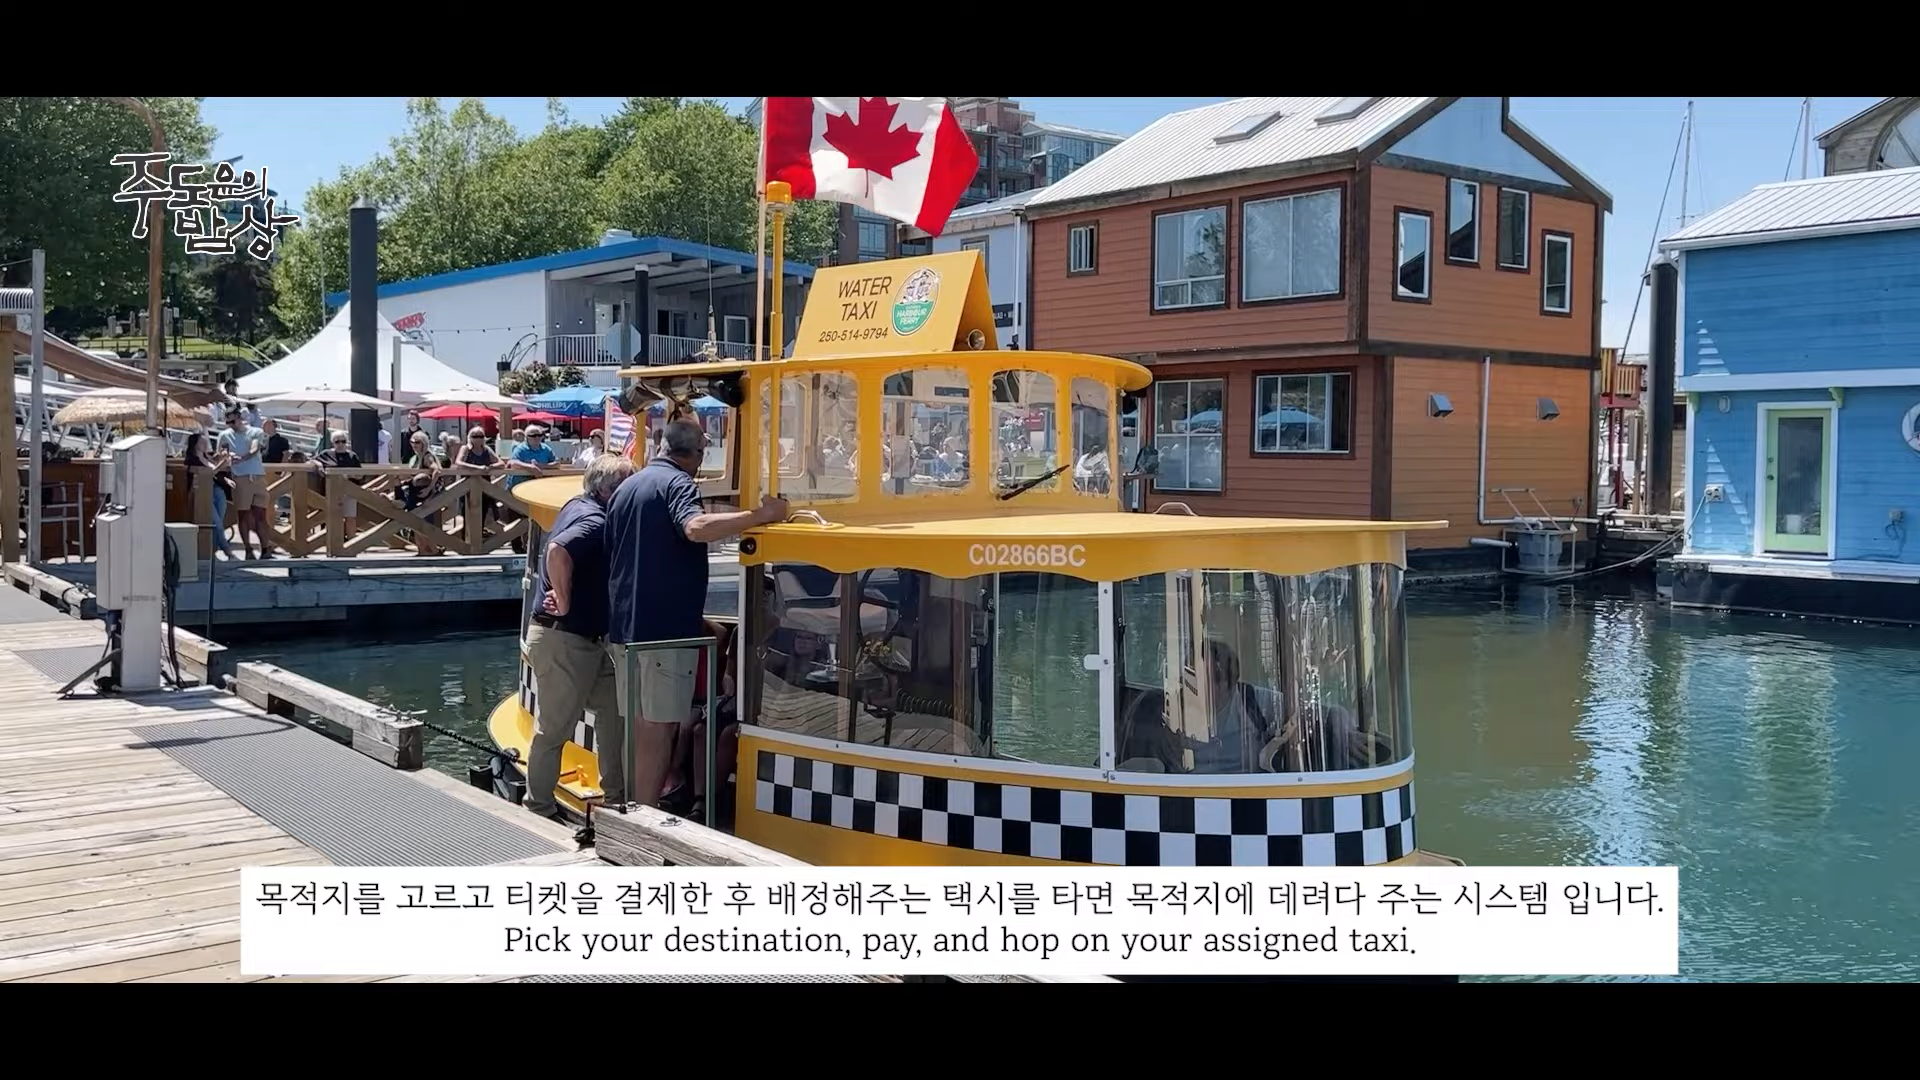 주도윤의
밥상
WATER
TAXI
HARBOUR
FERRY
250-514-9794
C02866BC
목적지를 고르고 티켓을 결제한 후 배정해주는 택시를 타면 목적지에 데려다 주는 시스템 입니다.
Pick your destination, pay, and hop on your assigned taxi.